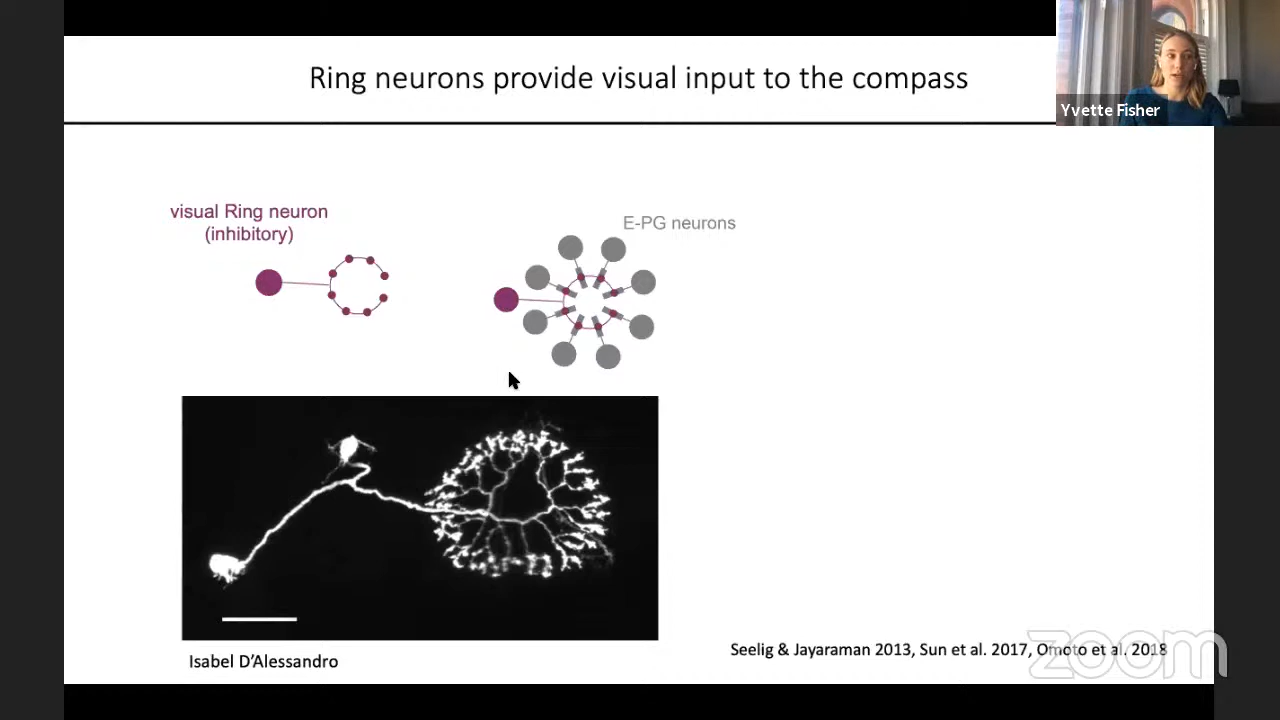 Ring neurons provide visual input to the compass
Yvette Fisher
visual Ring neuron
(inhibitory)
E-PG neurons
Isabel D'Alessandro
Seelig & Jayaraman 2013, Sun et al. 2017, Omoto et al. 2018
zoom